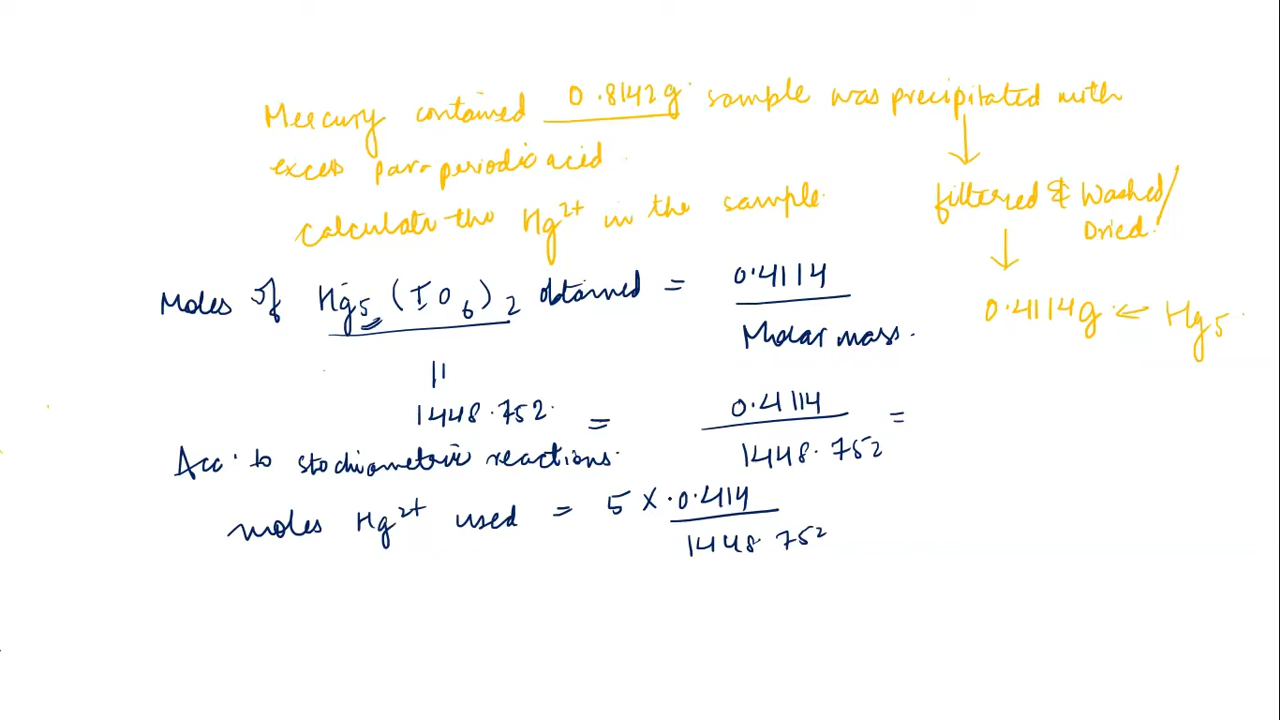 Mercury contained 0.8142g sample was precipitated with
excess para periodic acid
calculate the Hg²⁺ in the sample.
filtered & Washed/
Dried.
0.4114g ← Hg₅
Moles of Hg₅(IO₆)₂ obtained = 0.4114
Molar mass.
||
1448.752. = 0.4114 =
1448.752
Acc. to stochiometric reactions.
moles Hg²⁺ used = 5 × 0.414
1448.752